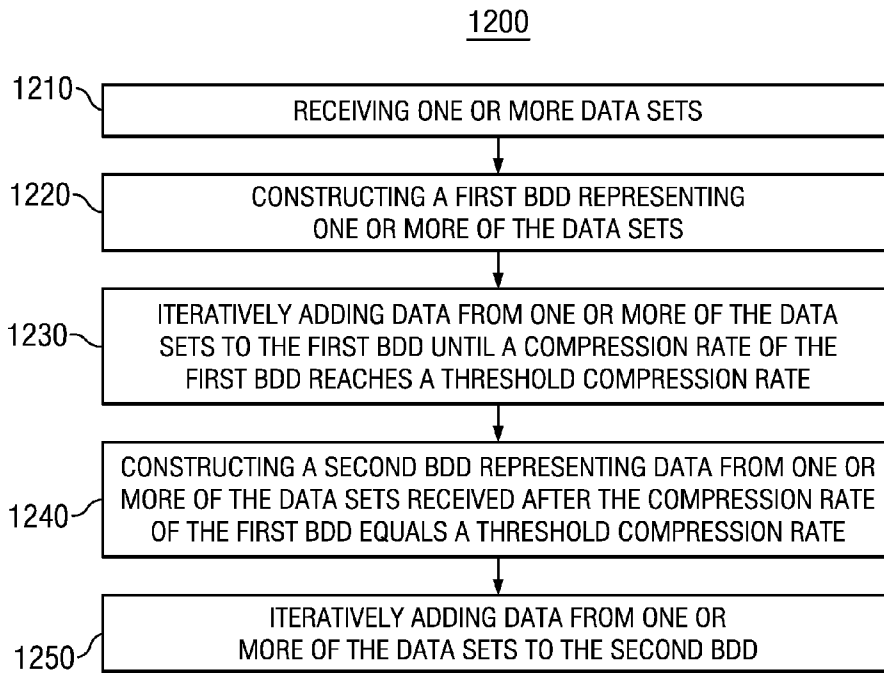 1200
1210
RECEIVING ONE OR MORE DATA SETS
1220
CONSTRUCTING A FIRST BDD REPRESENTING
ONE OR MORE OF THE DATA SETS
1230
ITERATIVELY ADDING DATA FROM ONE OR MORE OF THE DATA
SETS TO THE FIRST BDD UNTIL A COMPRESSION RATE OF THE
FIRST BDD REACHES A THRESHOLD COMPRESSION RATE
1240
CONSTRUCTING A SECOND BDD REPRESENTING DATA FROM ONE OR
MORE OF THE DATA SETS RECEIVED AFTER THE COMPRESSION RATE
OF THE FIRST BDD EQUALS A THRESHOLD COMPRESSION RATE
1250
ITERATIVELY ADDING DATA FROM ONE OR
MORE OF THE DATA SETS TO THE SECOND BDD